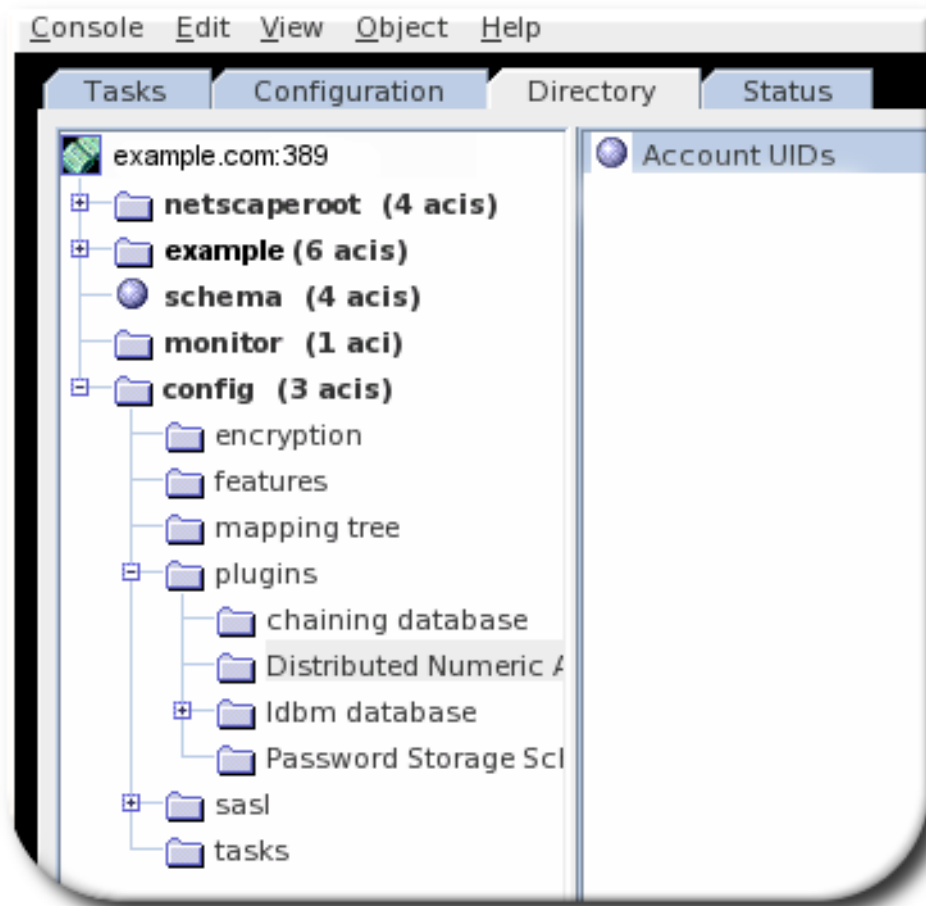 Console Edit View Object Help
Tasks Configuration Directory Status
example.com:389
netscaperoot (4 acis)
example (6 acis)
schema (4 acis)
monitor (1 aci)
config (3 acis)
encryption
features
mapping tree
plugins
chaining database
Distributed Numeric A
ldbm database
Password Storage Scl
sasl
tasks
Account UIDs